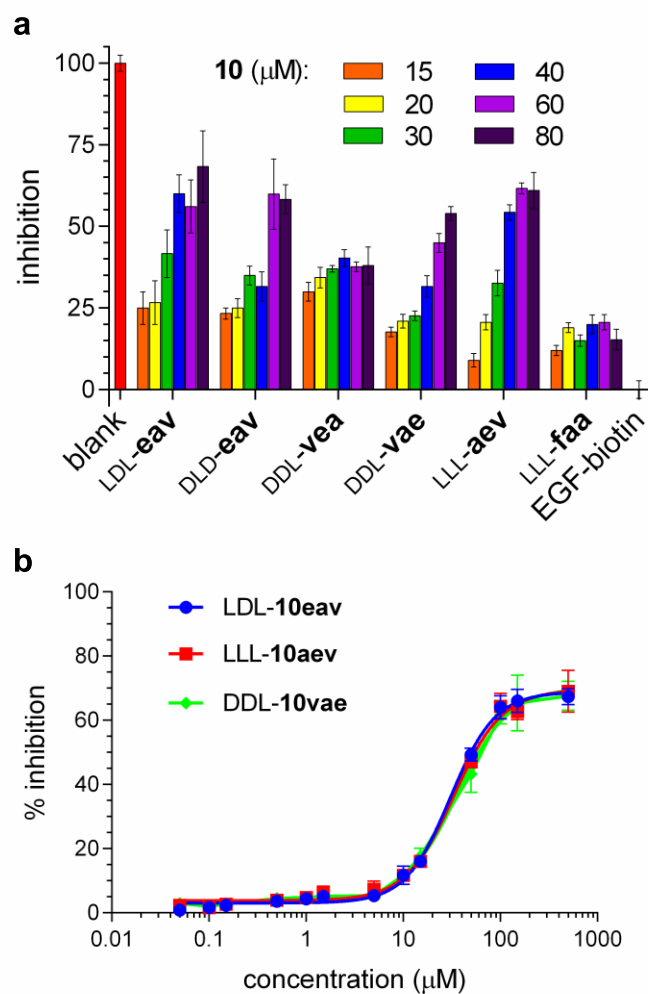 a
10 (μM):
15
40
20
60
30
80
inhibition
100
75
50
25
0
blank
LDL-eav
DLD-eav
DDL-vea
DDL-vae
LLL-aev
LLL-faa
EGF-biotin
b
% inhibition
100
80
60
40
20
0
LDL-10eav
LLL-10aev
DDL-10vae
0.01
0.1
1
10
100
1000
concentration (μM)